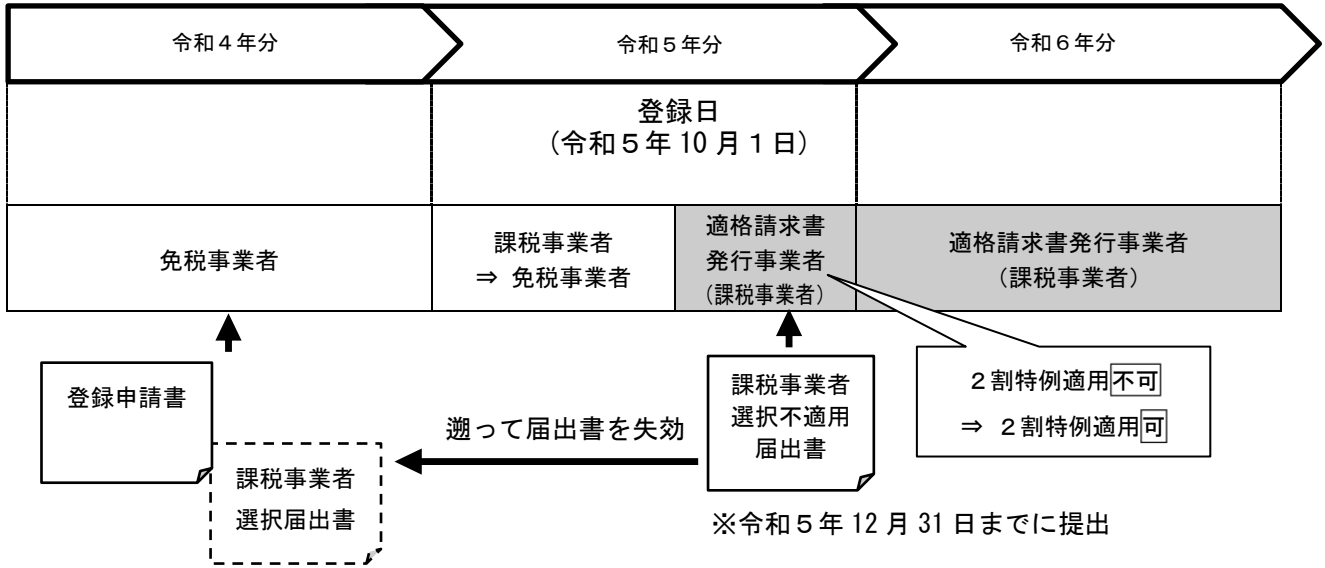 令和４年分
令和５年分
令和６年分
登録日
（令和５年 10 月１日）
免税事業者
課税事業者
⇒ 免税事業者
適格請求書
発行事業者
（課税事業者）
適格請求書発行事業者
（課税事業者）
登録申請書
課税事業者
選択届出書
遡って届出書を失効
課税事業者
選択不適用
届出書
２割特例適用不可
⇒ ２割特例適用可
※令和５年 12 月 31 日までに提出